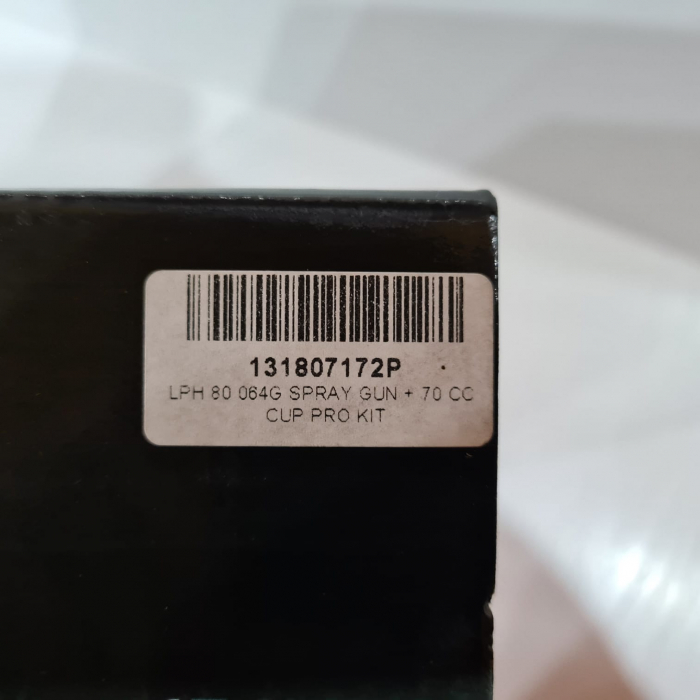 131807172P
LPH 80 064G SPRAY GUN + 70 CC
CUP PRO KIT